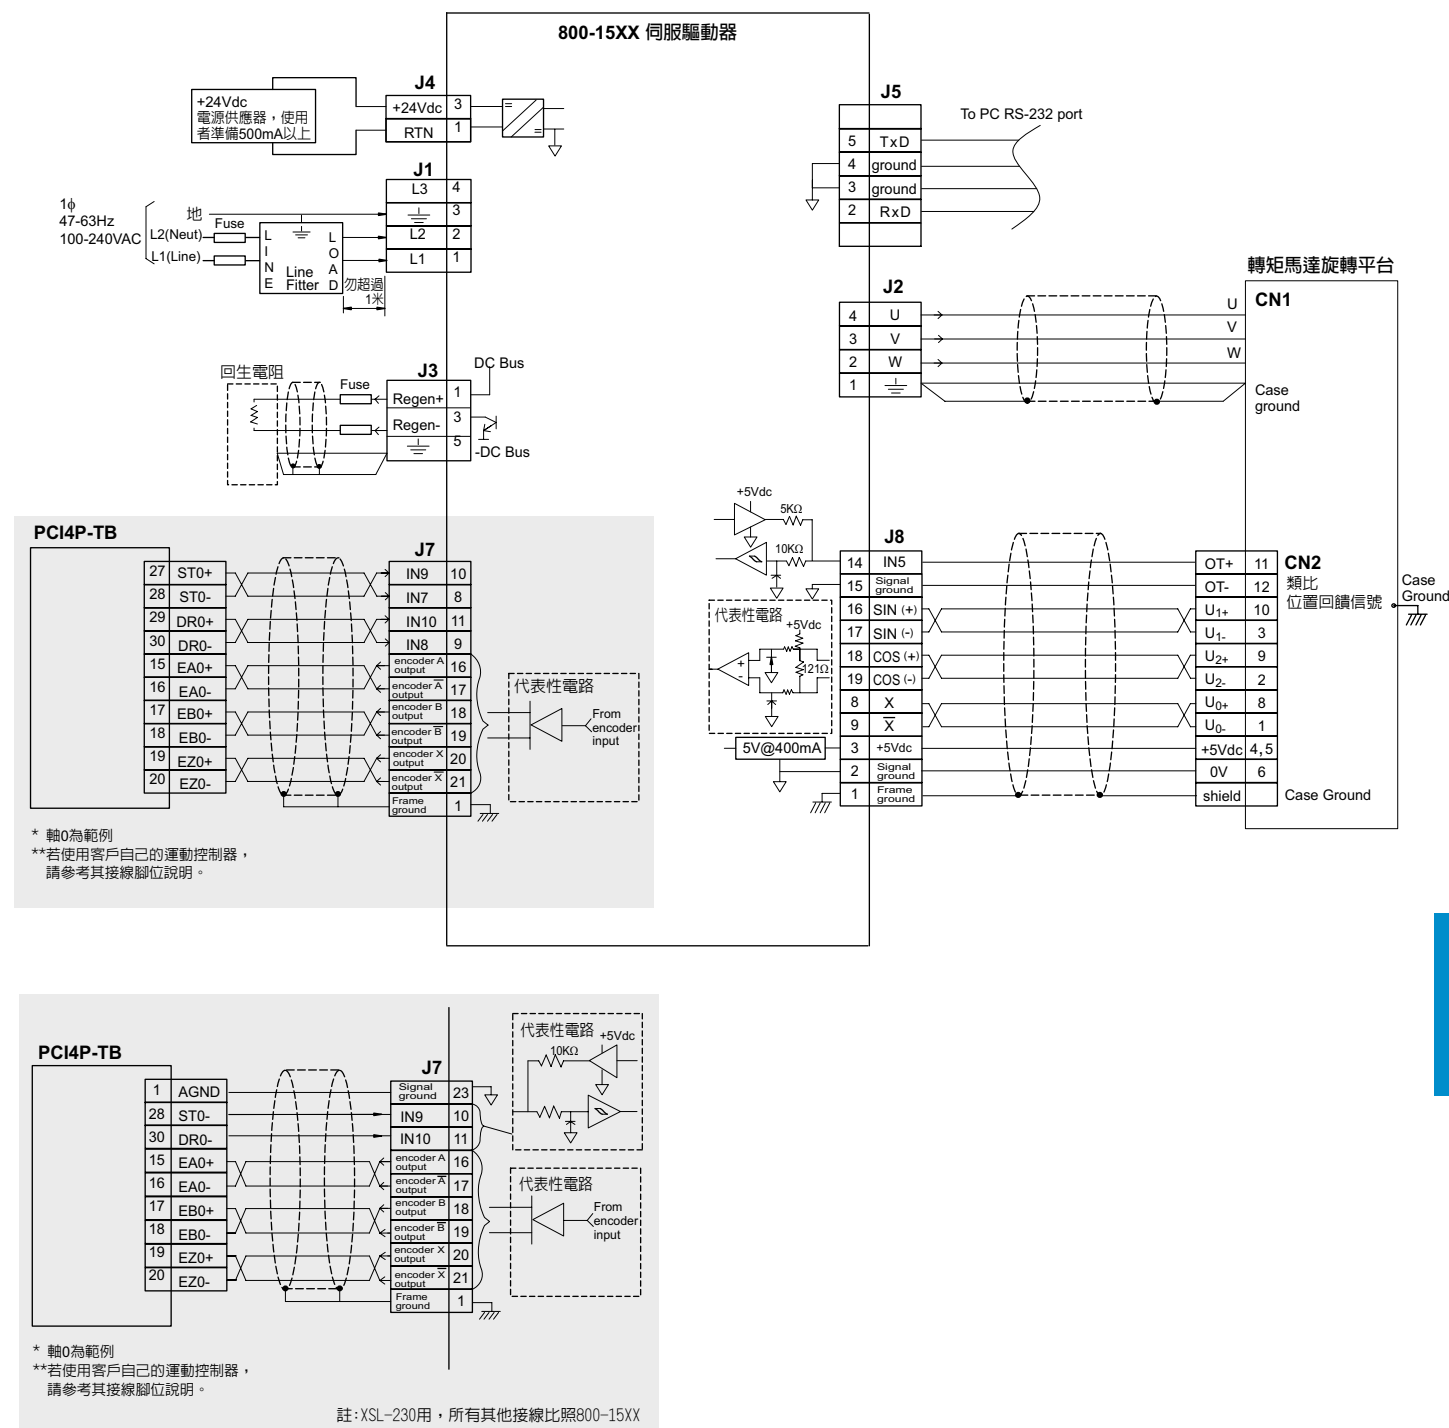 800-15XX 伺服驅動器
J4
+24Vdc
電源供應器，使用
者準備500mA以上
+24Vdc 3
RTN 1
J1
L3 4
3
L2 2
L1 1
1ϕ
47-63Hz
100-240VAC
地
L2(Neut)
L1(Line)
Fuse
LINE
Line
Fitter
LOAD
勿超過
1米
J3
回生電阻
Fuse
DC Bus
Regen+ 1
Regen- 3
5
-DC Bus
J5
To PC RS-232 port
5 TxD
4 ground
3 ground
2 RxD
J2
4 U
3 V
2 W
1
轉矩馬達旋轉平台
CN1
U
V
W
Case
ground
PCI4P-TB
J7
27 ST0+ IN9 10
28 ST0- IN7 8
29 DR0+ IN10 11
30 DR0- IN8 9
15 EA0+ encoder A output 16
16 EA0- encoder A̅ output 17
17 EB0+ encoder B output 18
18 EB0- encoder B̅ output 19
19 EZ0+ encoder X output 20
20 EZ0- encoder X̅ output 21
Frame ground 1
代表性電路
From
encoder
input
* 軸0為範例
**若使用客戶自己的運動控制器，
請參考其接線腳位說明。
+5Vdc
5KΩ
10KΩ
代表性電路
+5Vdc
121Ω
5V@400mA
J8
14 IN5
15 Signal ground
16 SIN (+)
17 SIN (-)
18 COS (+)
19 COS (-)
8 X
9 X̅
3 +5Vdc
2 Signal ground
1 Frame ground
OT+ 11
OT- 12
U1+ 10
U1- 3
U2+ 9
U2- 2
U0+ 8
U0- 1
+5Vdc 4,5
0V 6
shield
CN2
類比
位置回饋信號
Case
Ground
Case Ground
PCI4P-TB
J7
1 AGND Signal ground 23
28 ST0- IN9 10
30 DR0- IN10 11
15 EA0+ encoder A output 16
16 EA0- encoder A̅ output 17
17 EB0+ encoder B output 18
18 EB0- encoder B̅ output 19
19 EZ0+ encoder X output 20
20 EZ0- encoder X̅ output 21
Frame ground 1
代表性電路
+5Vdc
10KΩ
代表性電路
From
encoder
input
* 軸0為範例
**若使用客戶自己的運動控制器，
請參考其接線腳位說明。
註:XSL-230用，所有其他接線比照800-15XX